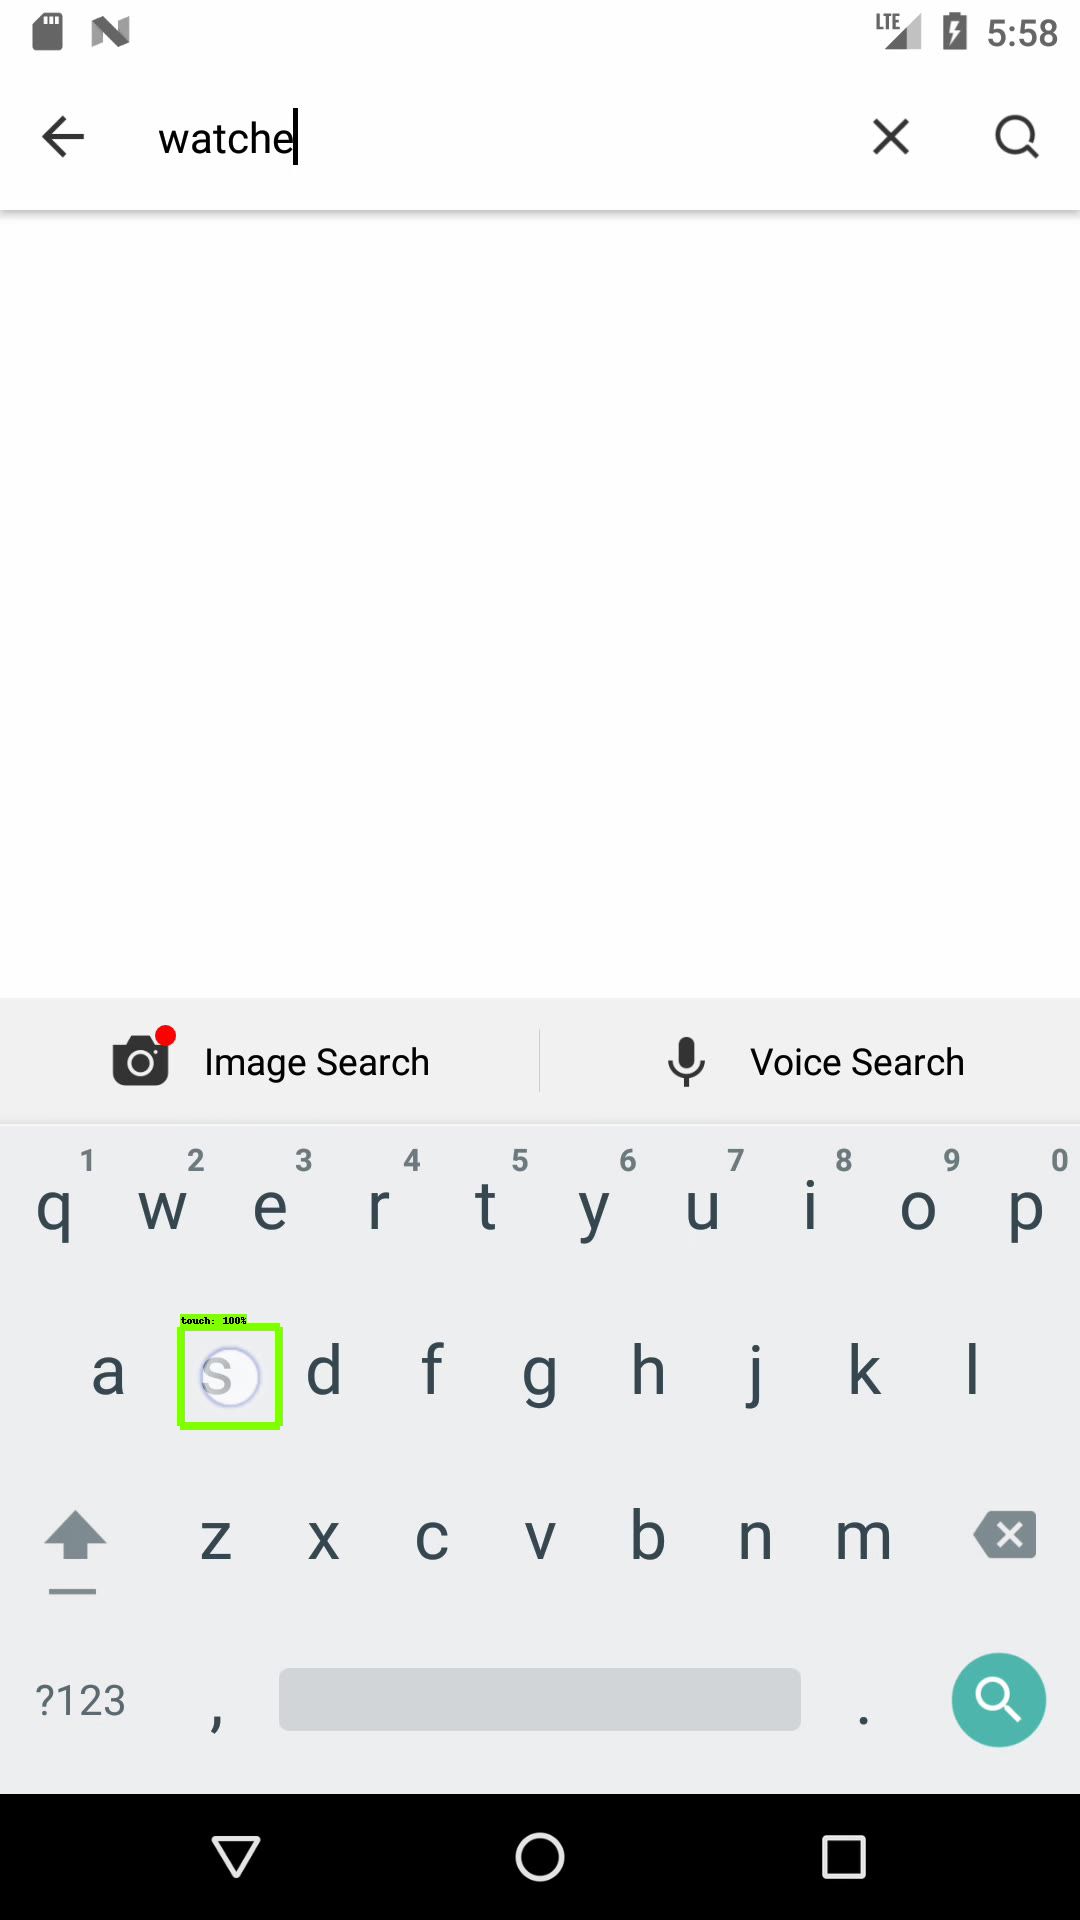 LTE 5:58
watche
Image Search Voice Search
1 2 3 4 5 6 7 8 9 0
q w e r t y u i o p
touch: 100%
a s d f g h j k l
z x c v b n m
?123 , .